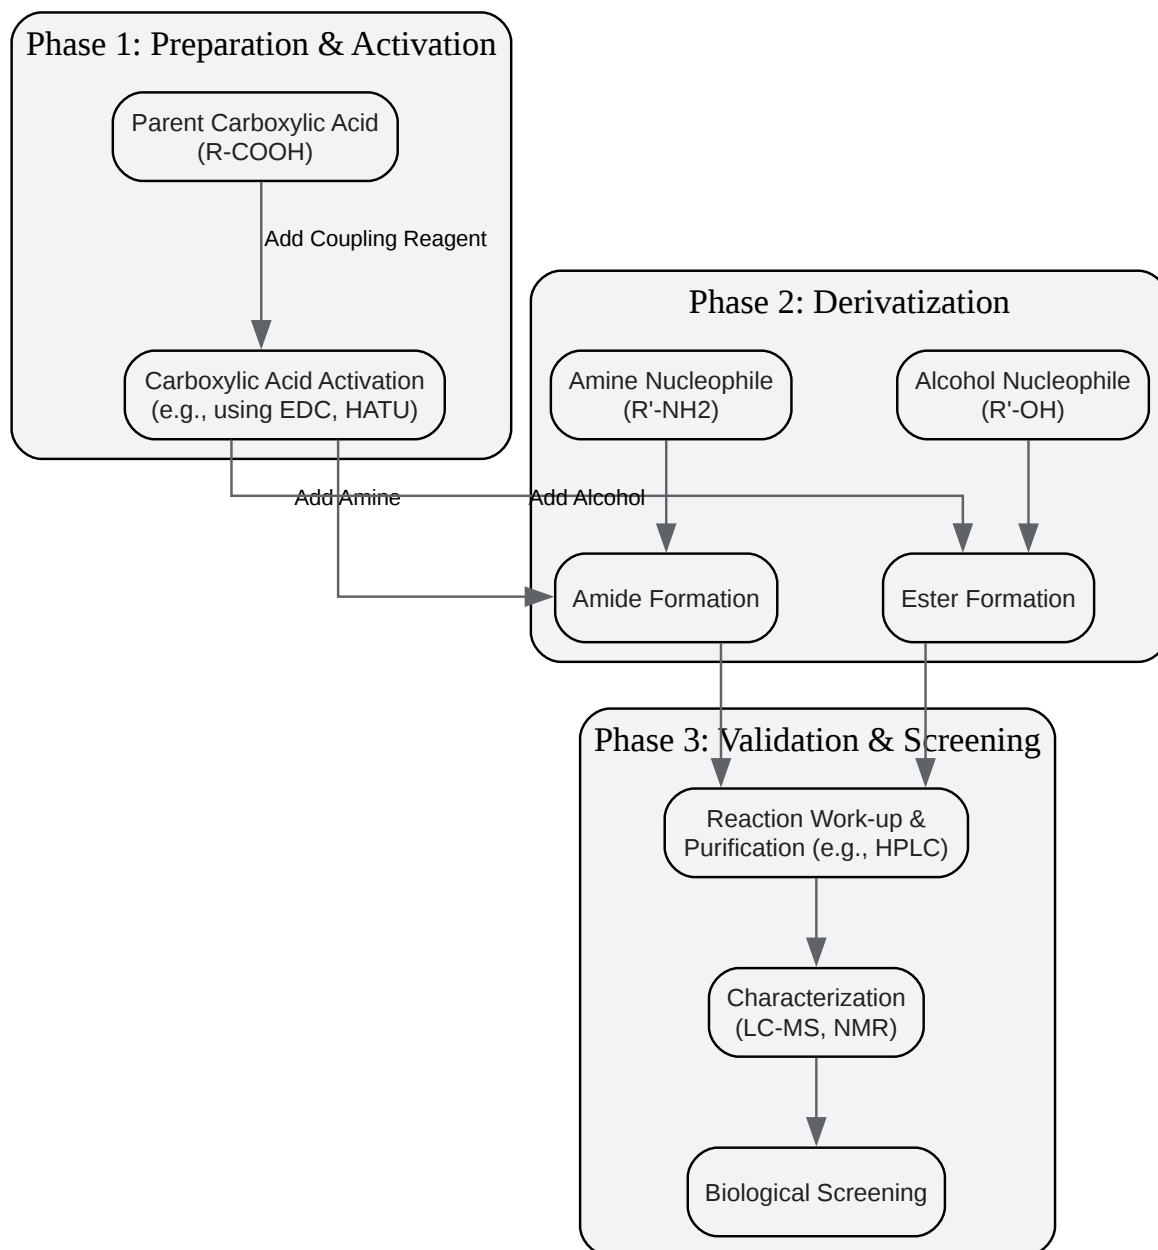 Phase 1: Preparation & Activation
Parent Carboxylic Acid
(R-COOH)
Add Coupling Reagent
Carboxylic Acid Activation
(e.g., using EDC, HATU)
Phase 2: Derivatization
Amine Nucleophile
(R'-NH2)
Alcohol Nucleophile
(R'-OH)
Add Amine
Add Alcohol
Amide Formation
Ester Formation
Phase 3: Validation & Screening
Reaction Work-up &
Purification (e.g., HPLC)
Characterization
(LC-MS, NMR)
Biological Screening